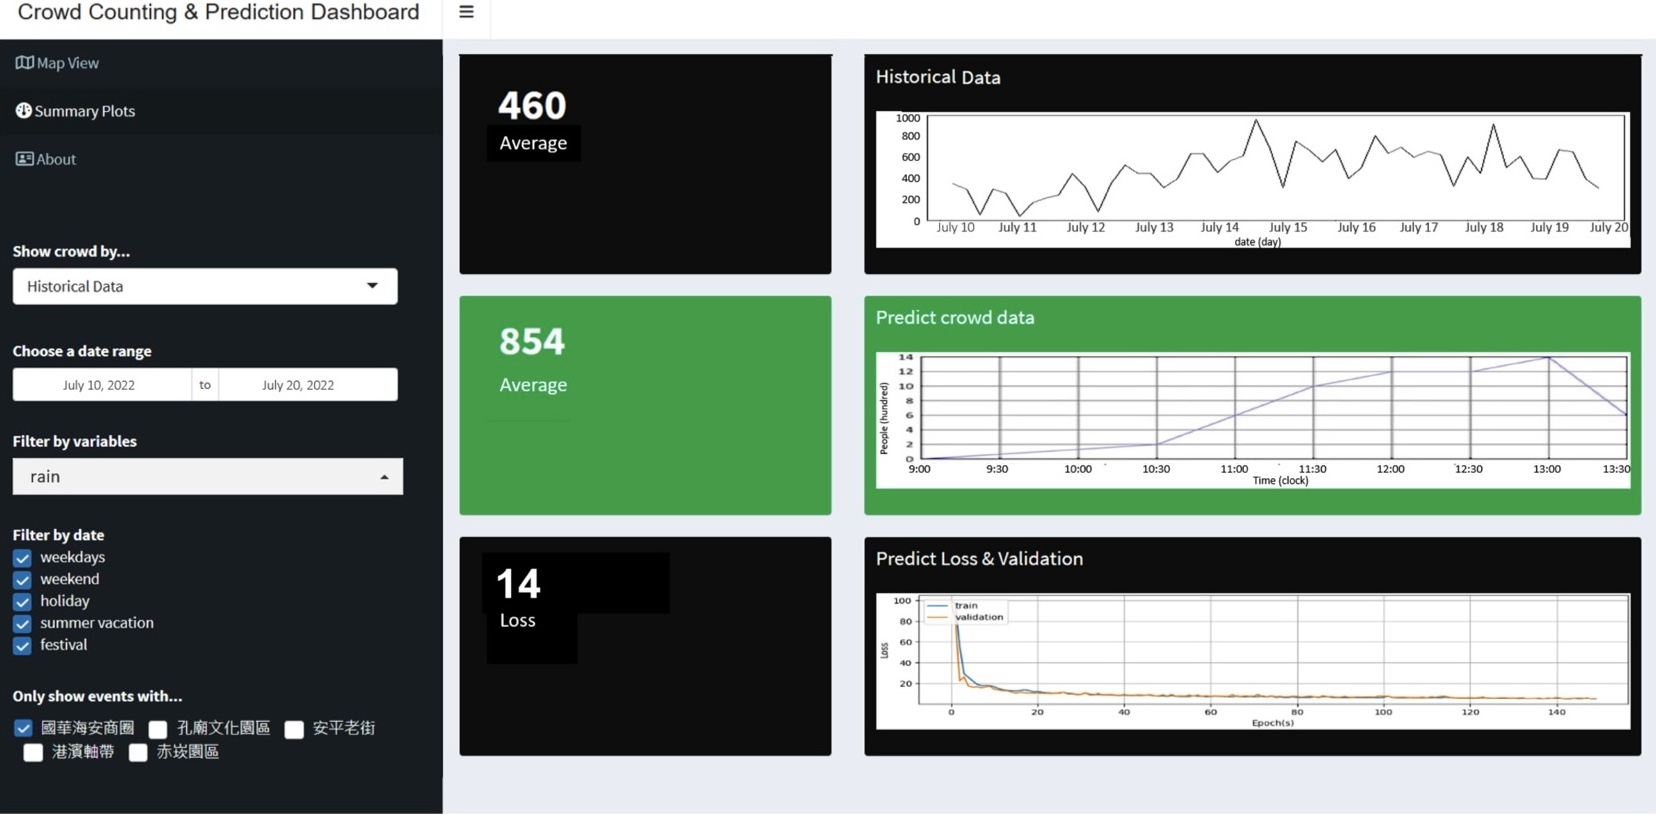 Crowd Counting & Prediction Dashboard
Map View
Summary Plots
About
Show crowd by...
Historical Data
Choose a date range
July 10, 2022 to July 20, 2022
Filter by variables
rain
Filter by date
weekdays
weekend
holiday
summer vacation
festival
Only show events with...
國華海安商圈 孔廟文化園區 安平老街
港濱軸帶 赤崁園區
460
Average
854
Average
14
Loss
Historical Data
1000
800
600
400
200
0
July 10 July 11 July 12 July 13 July 14 July 15 July 16 July 17 July 18 July 19 July 20
date (day)
Predict crowd data
People (hundred)
14
12
10
8
6
4
2
0
9:00 9:30 10:00 10:30 11:00 11:30 12:00 12:30 13:00 13:30
Time (clock)
Predict Loss & Validation
train
validation
Loss
100
80
60
40
20
0 20 40 60 80 100 120 140
Epoch(s)